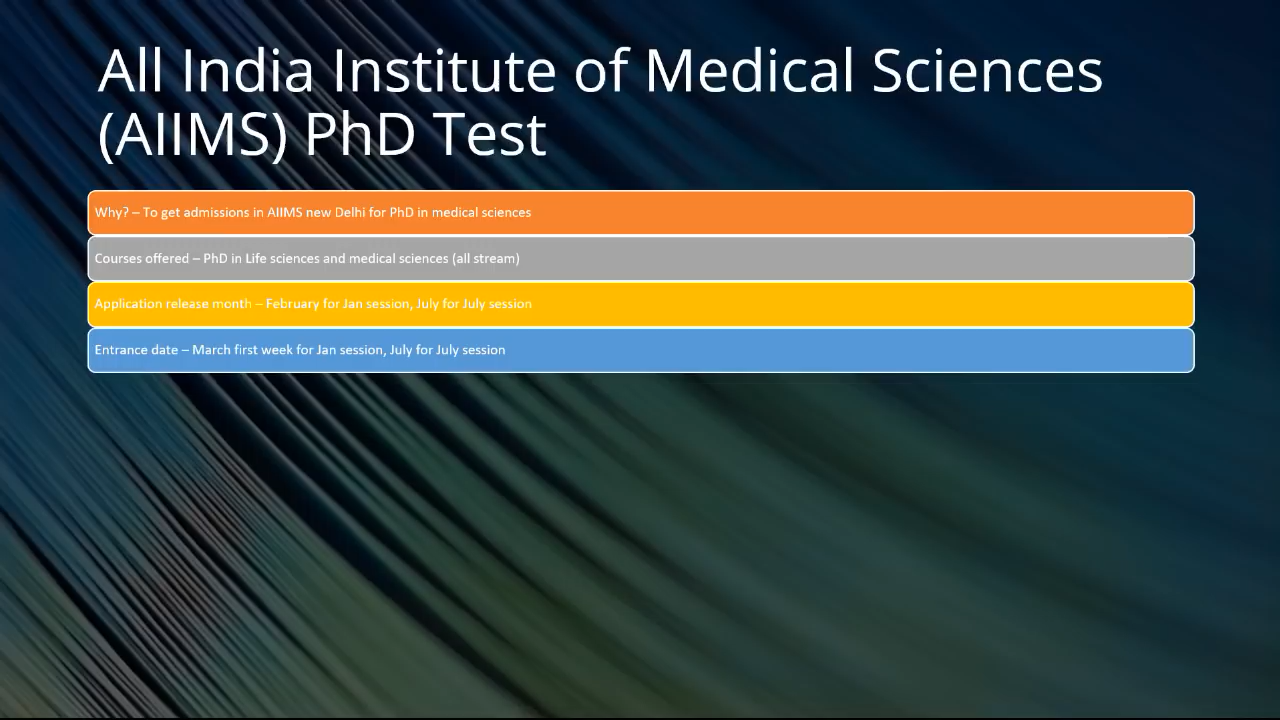 All India Institute of Medical Sciences
(AIIMS) PhD Test
Why? – To get admissions in AIIMS new Delhi for PhD in medical sciences
Courses offered – PhD in Life sciences and medical sciences (all stream)
Application release month – February for Jan session, July for July session
Entrance date – March first week for Jan session, July for July session